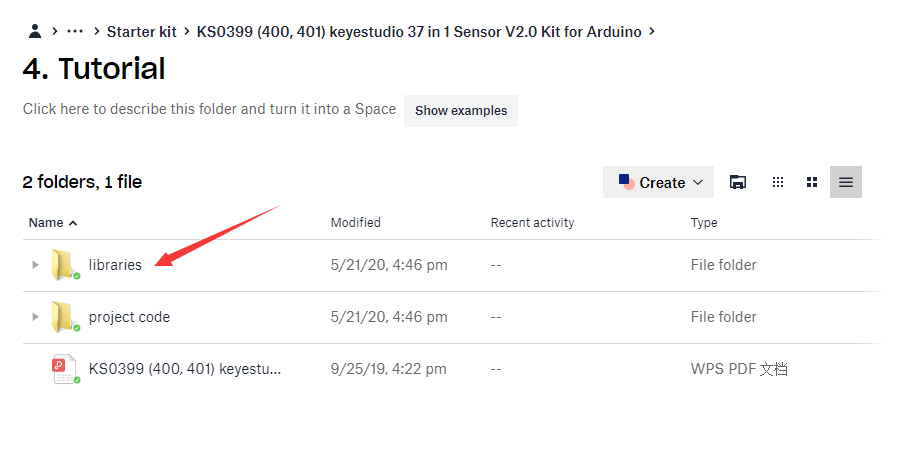 Starter kit > KS0399 (400, 401) keyestudio 37 in 1 Sensor V2.0 Kit for Arduino >
4. Tutorial
Click here to describe this folder and turn it into a Space Show examples
2 folders, 1 file Create
Name Modified Recent activity Type
libraries 5/21/20, 4:46 pm -- File folder
project code 5/21/20, 4:46 pm -- File folder
KS0399 (400, 401) keyestu... 9/25/19, 4:22 pm -- WPS PDF 文档